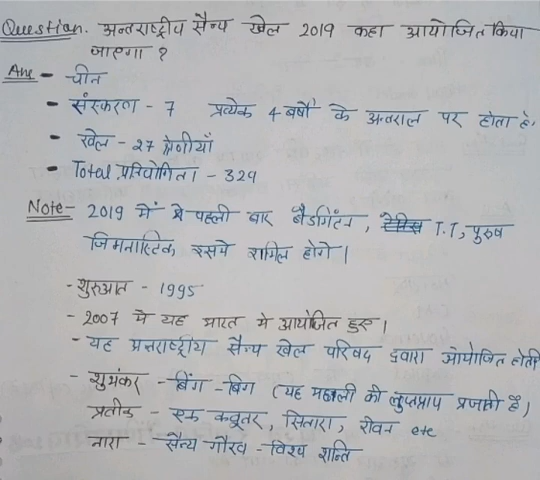 Question. अन्तराष्ट्रीय सैन्य खेल 2019 कहा आयोजित किया
जाएगा ?
Ans - चीन
- संस्करण - 7 प्रत्येक 4 बर्षों के अन्तराल पर होता है.
- खेल - 27 श्रेणीयाँ
- Total प्रतियोगिता - 329
Note- 2019 में से पहली बार बैडमिंटन, T.T, पुरुष
जिमनास्टिक इसमे शामिल होगे।
- शुरुआत - 1995
- 2007 मे यह भारत मे आयोजित हुए।
- यह अन्तराष्ट्रीय सैन्य खेल परिषद द्वारा आयोजित होती
- शुभंकर - बिंग - बिंग (यह मछली की लुप्तप्राय प्रजाती है)
प्रतीक - एक कबूतर, सितारा, रीवन etc
नारा - सैन्य गौरव - विश्व शान्ति